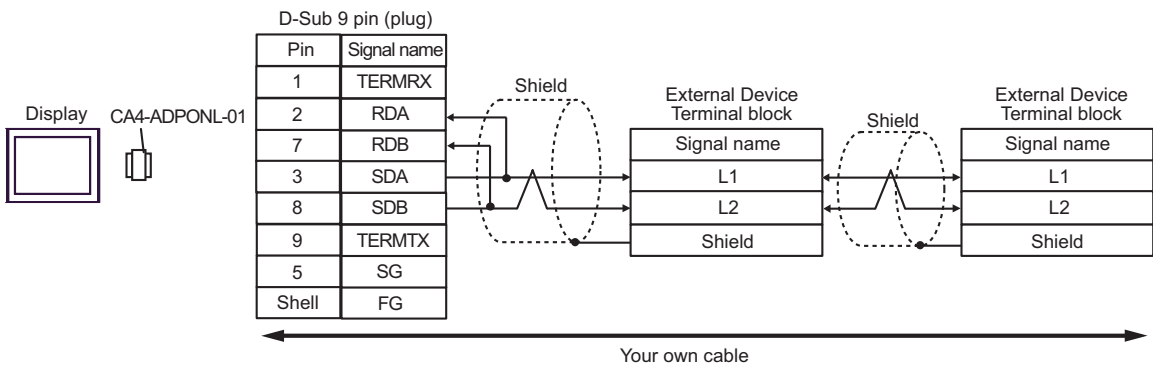 D-Sub 9 pin (plug)
Pin Signal name
1 TERMRX
2 RDA
7 RDB
3 SDA
8 SDB
9 TERMTX
5 SG
Shell FG
Display
CA4-ADPONL-01
Shield
External Device
Terminal block
Signal name
L1
L2
Shield
Shield
External Device
Terminal block
Signal name
L1
L2
Shield
Your own cable